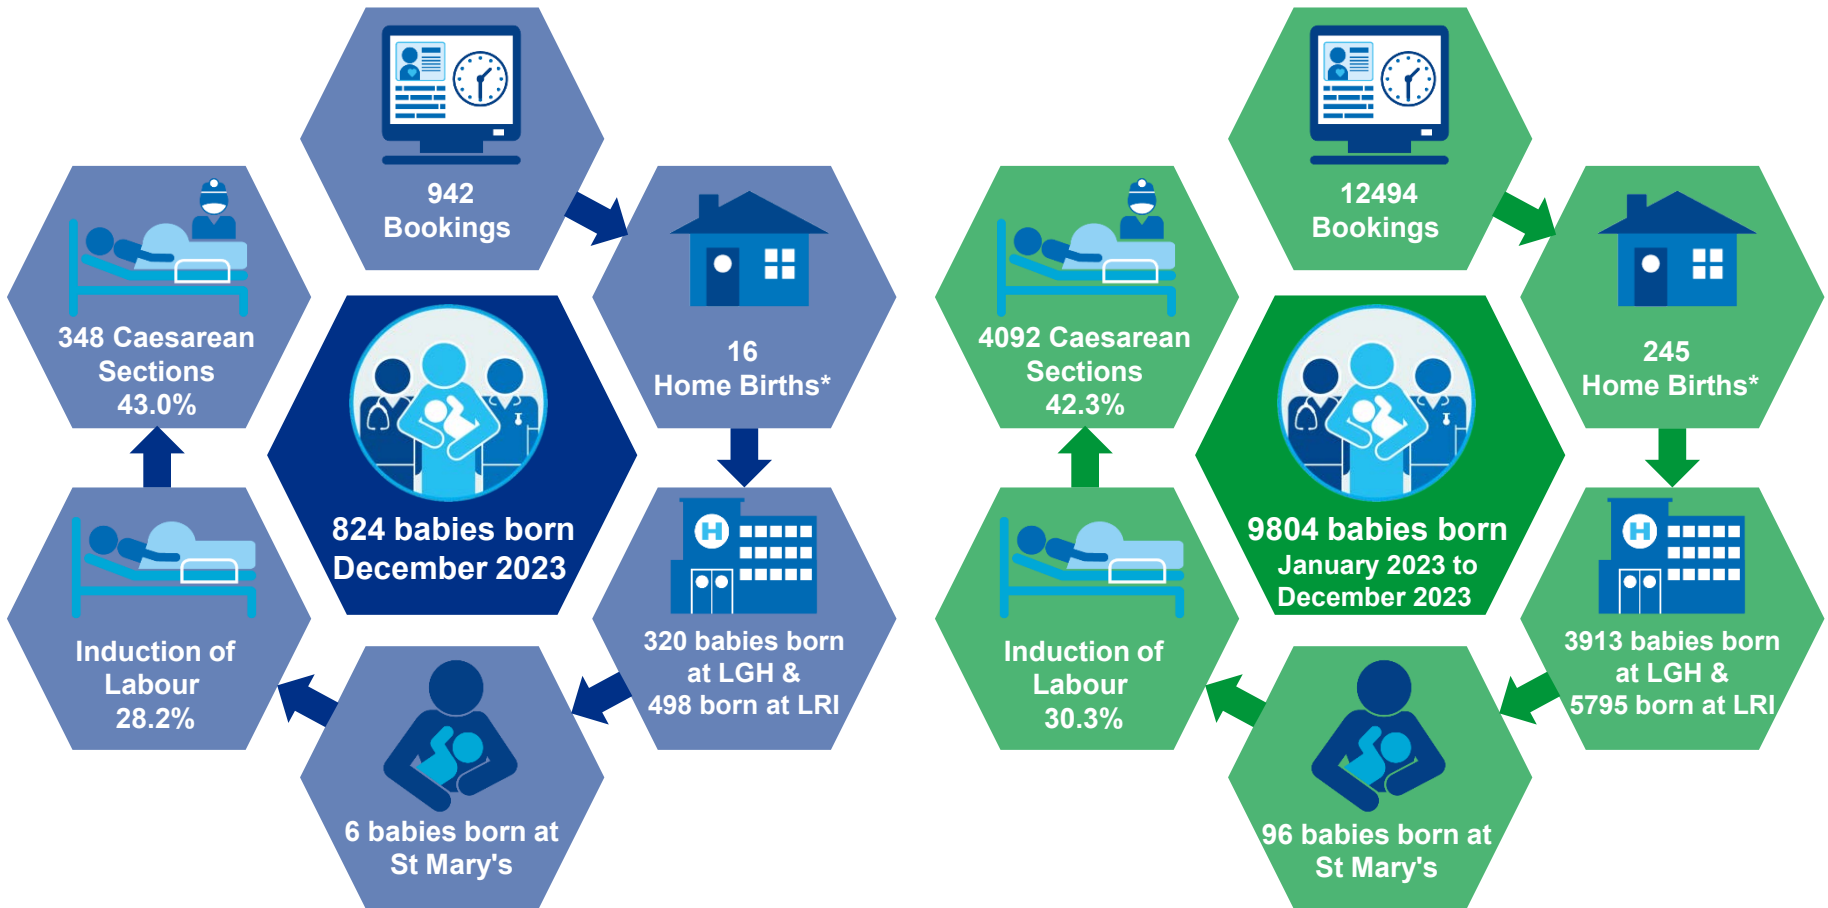 942
Bookings
16
Home Births*
320 babies born
at LGH &
498 born at LRI
6 babies born at
St Mary's
Induction of
Labour
28.2%
348 Caesarean
Sections
43.0%
824 babies born
December 2023
12494
Bookings
245
Home Births*
3913 babies born
at LGH &
5795 born at LRI
96 babies born at
St Mary's
Induction of
Labour
30.3%
4092 Caesarean
Sections
42.3%
9804 babies born
January 2023 to
December 2023
H
H